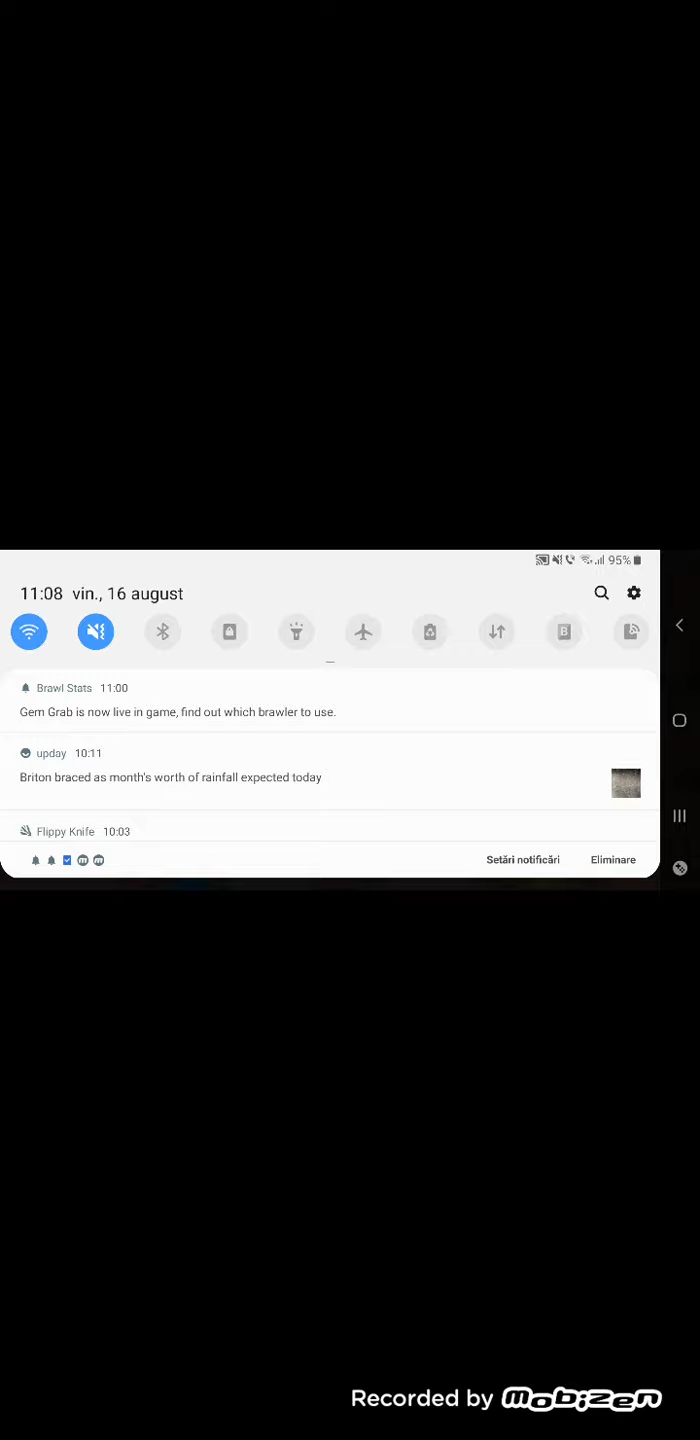 95%
11:08 vin., 16 august
Brawl Stats 11:00
Gem Grab is now live in game, find out which brawler to use.
upday 10:11
Briton braced as month's worth of rainfall expected today
Flippy Knife 10:03
Setări notificări Eliminare
Recorded by mobizen